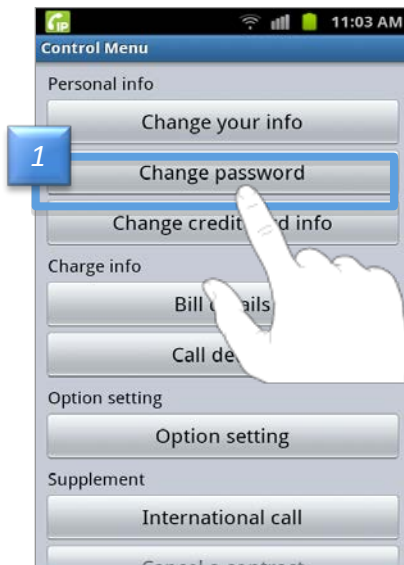 IP 11:03 AM
Control Menu
Personal info
Change your info
1
Change password
Change credit d info
Charge info
Bill ails
Call de
Option setting
Option setting
Supplement
International call